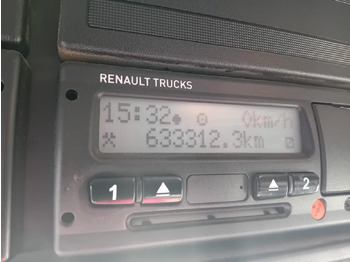 RENAULT TRUCKS
15:32 0km/h
633312.3km
1 2